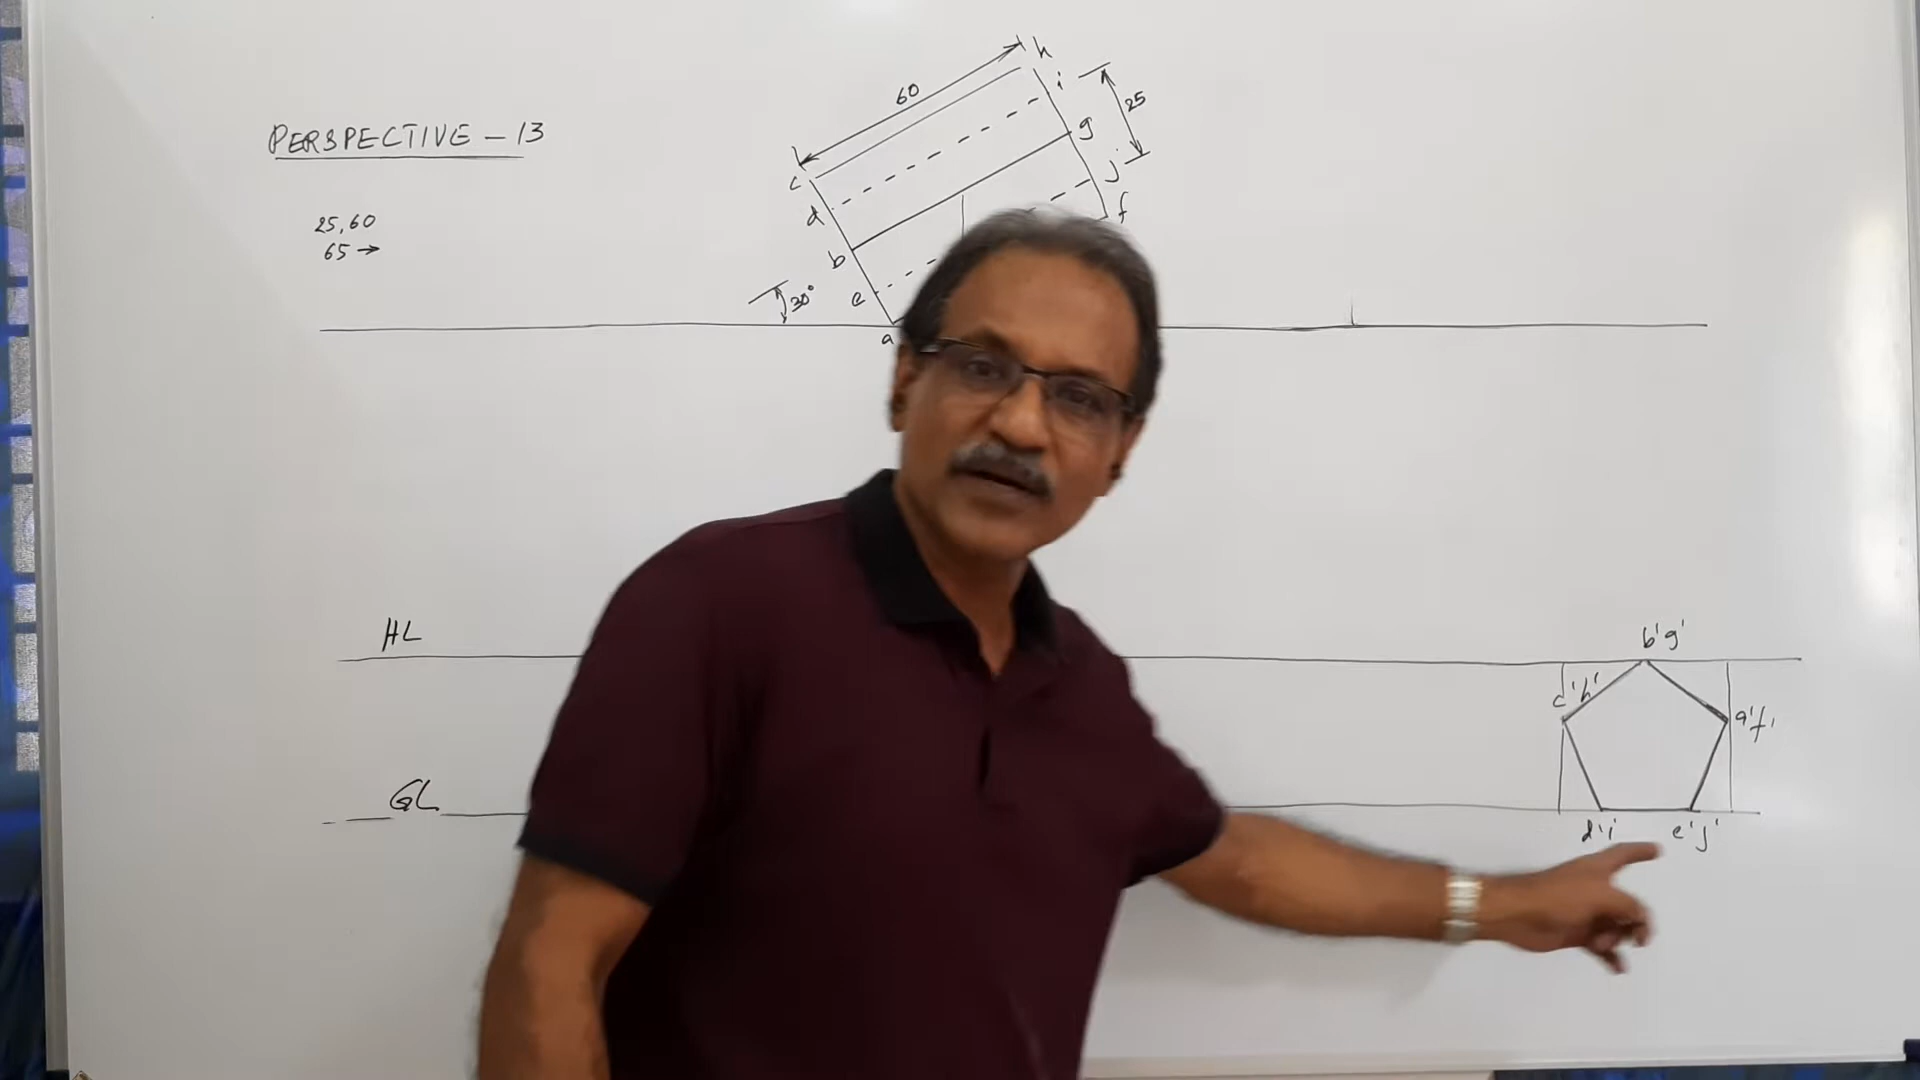 PERSPECTIVE - 13
25,60
65 →
60
h
i
25
g
j
f
c
d
b
e
30°
a
HL
GL
b'g'
c'h'
a'f'
d'i
e'j'